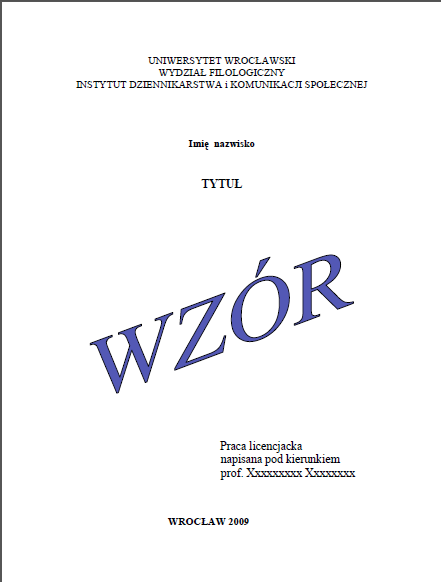 UNIWERSYTET WROCŁAWSKI
WYDZIAŁ FILOLOGICZNY
INSTYTUT DZIENNIKARSTWA i KOMUNIKACJI SPOŁECZNEJ
Imię nazwisko
TYTUŁ
WZÓR
Praca licencjacka
napisana pod kierunkiem
prof. Xxxxxxxxx Xxxxxxxx
WROCŁAW 2009